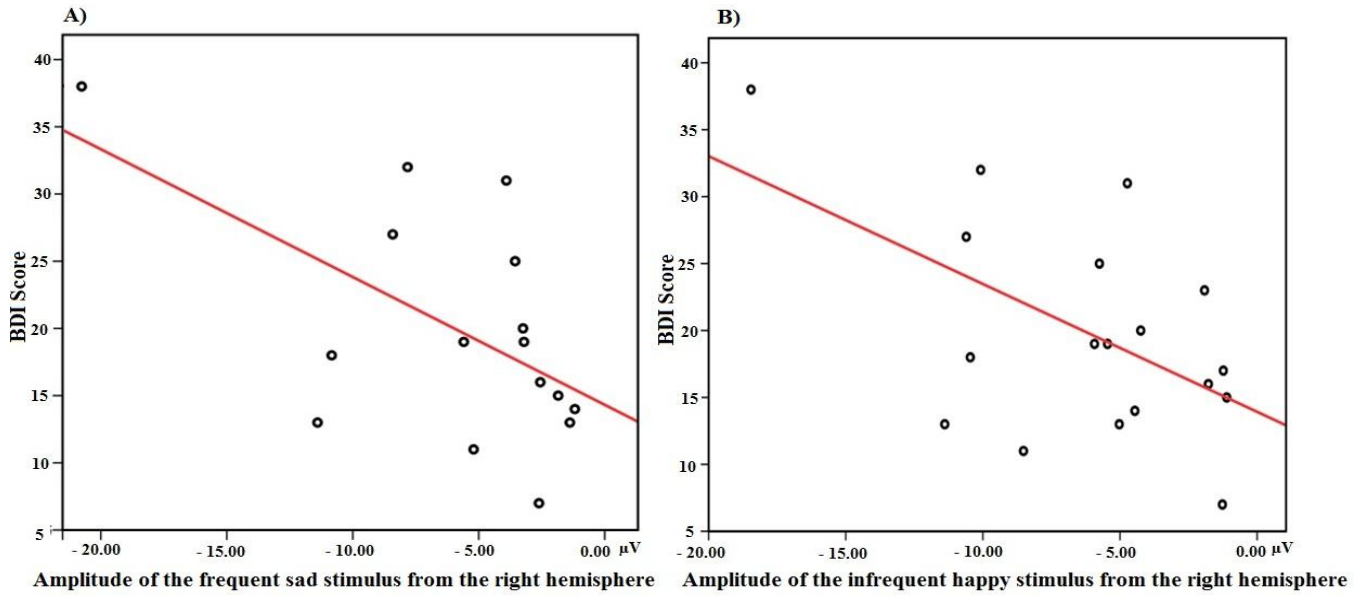 A)
40
35
30
25
20
15
10
5
BDI Score
- 20.00 - 15.00 - 10.00 - 5.00 0.00 µV
Amplitude of the frequent sad stimulus from the right hemisphere
B)
40
35
30
25
20
15
10
5
BDI Score
- 20.00 - 15.00 - 10.00 - 5.00 0.00 µV
Amplitude of the infrequent happy stimulus from the right hemisphere